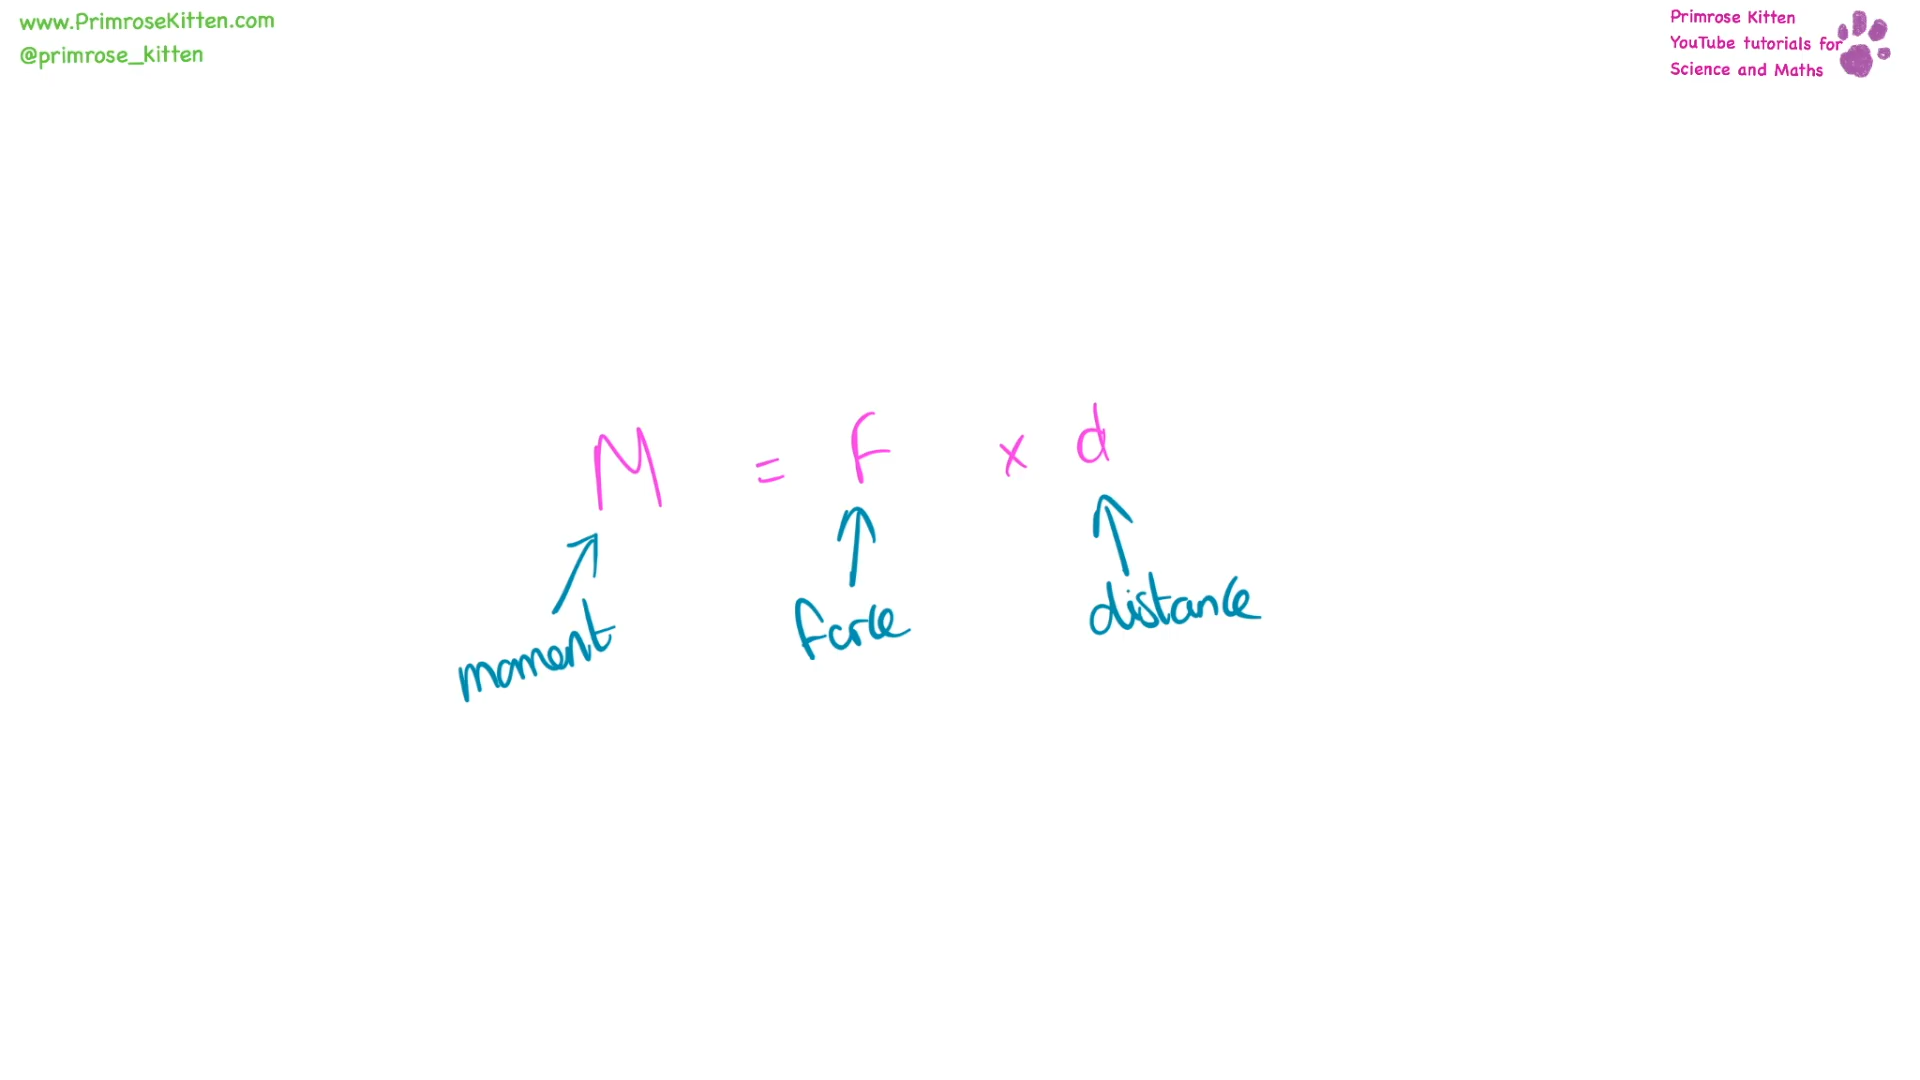 www.PrimroseKitten.com
@primrose_kitten
Primrose Kitten
YouTube tutorials for
Science and Maths
M = F x d
moment
force
distance